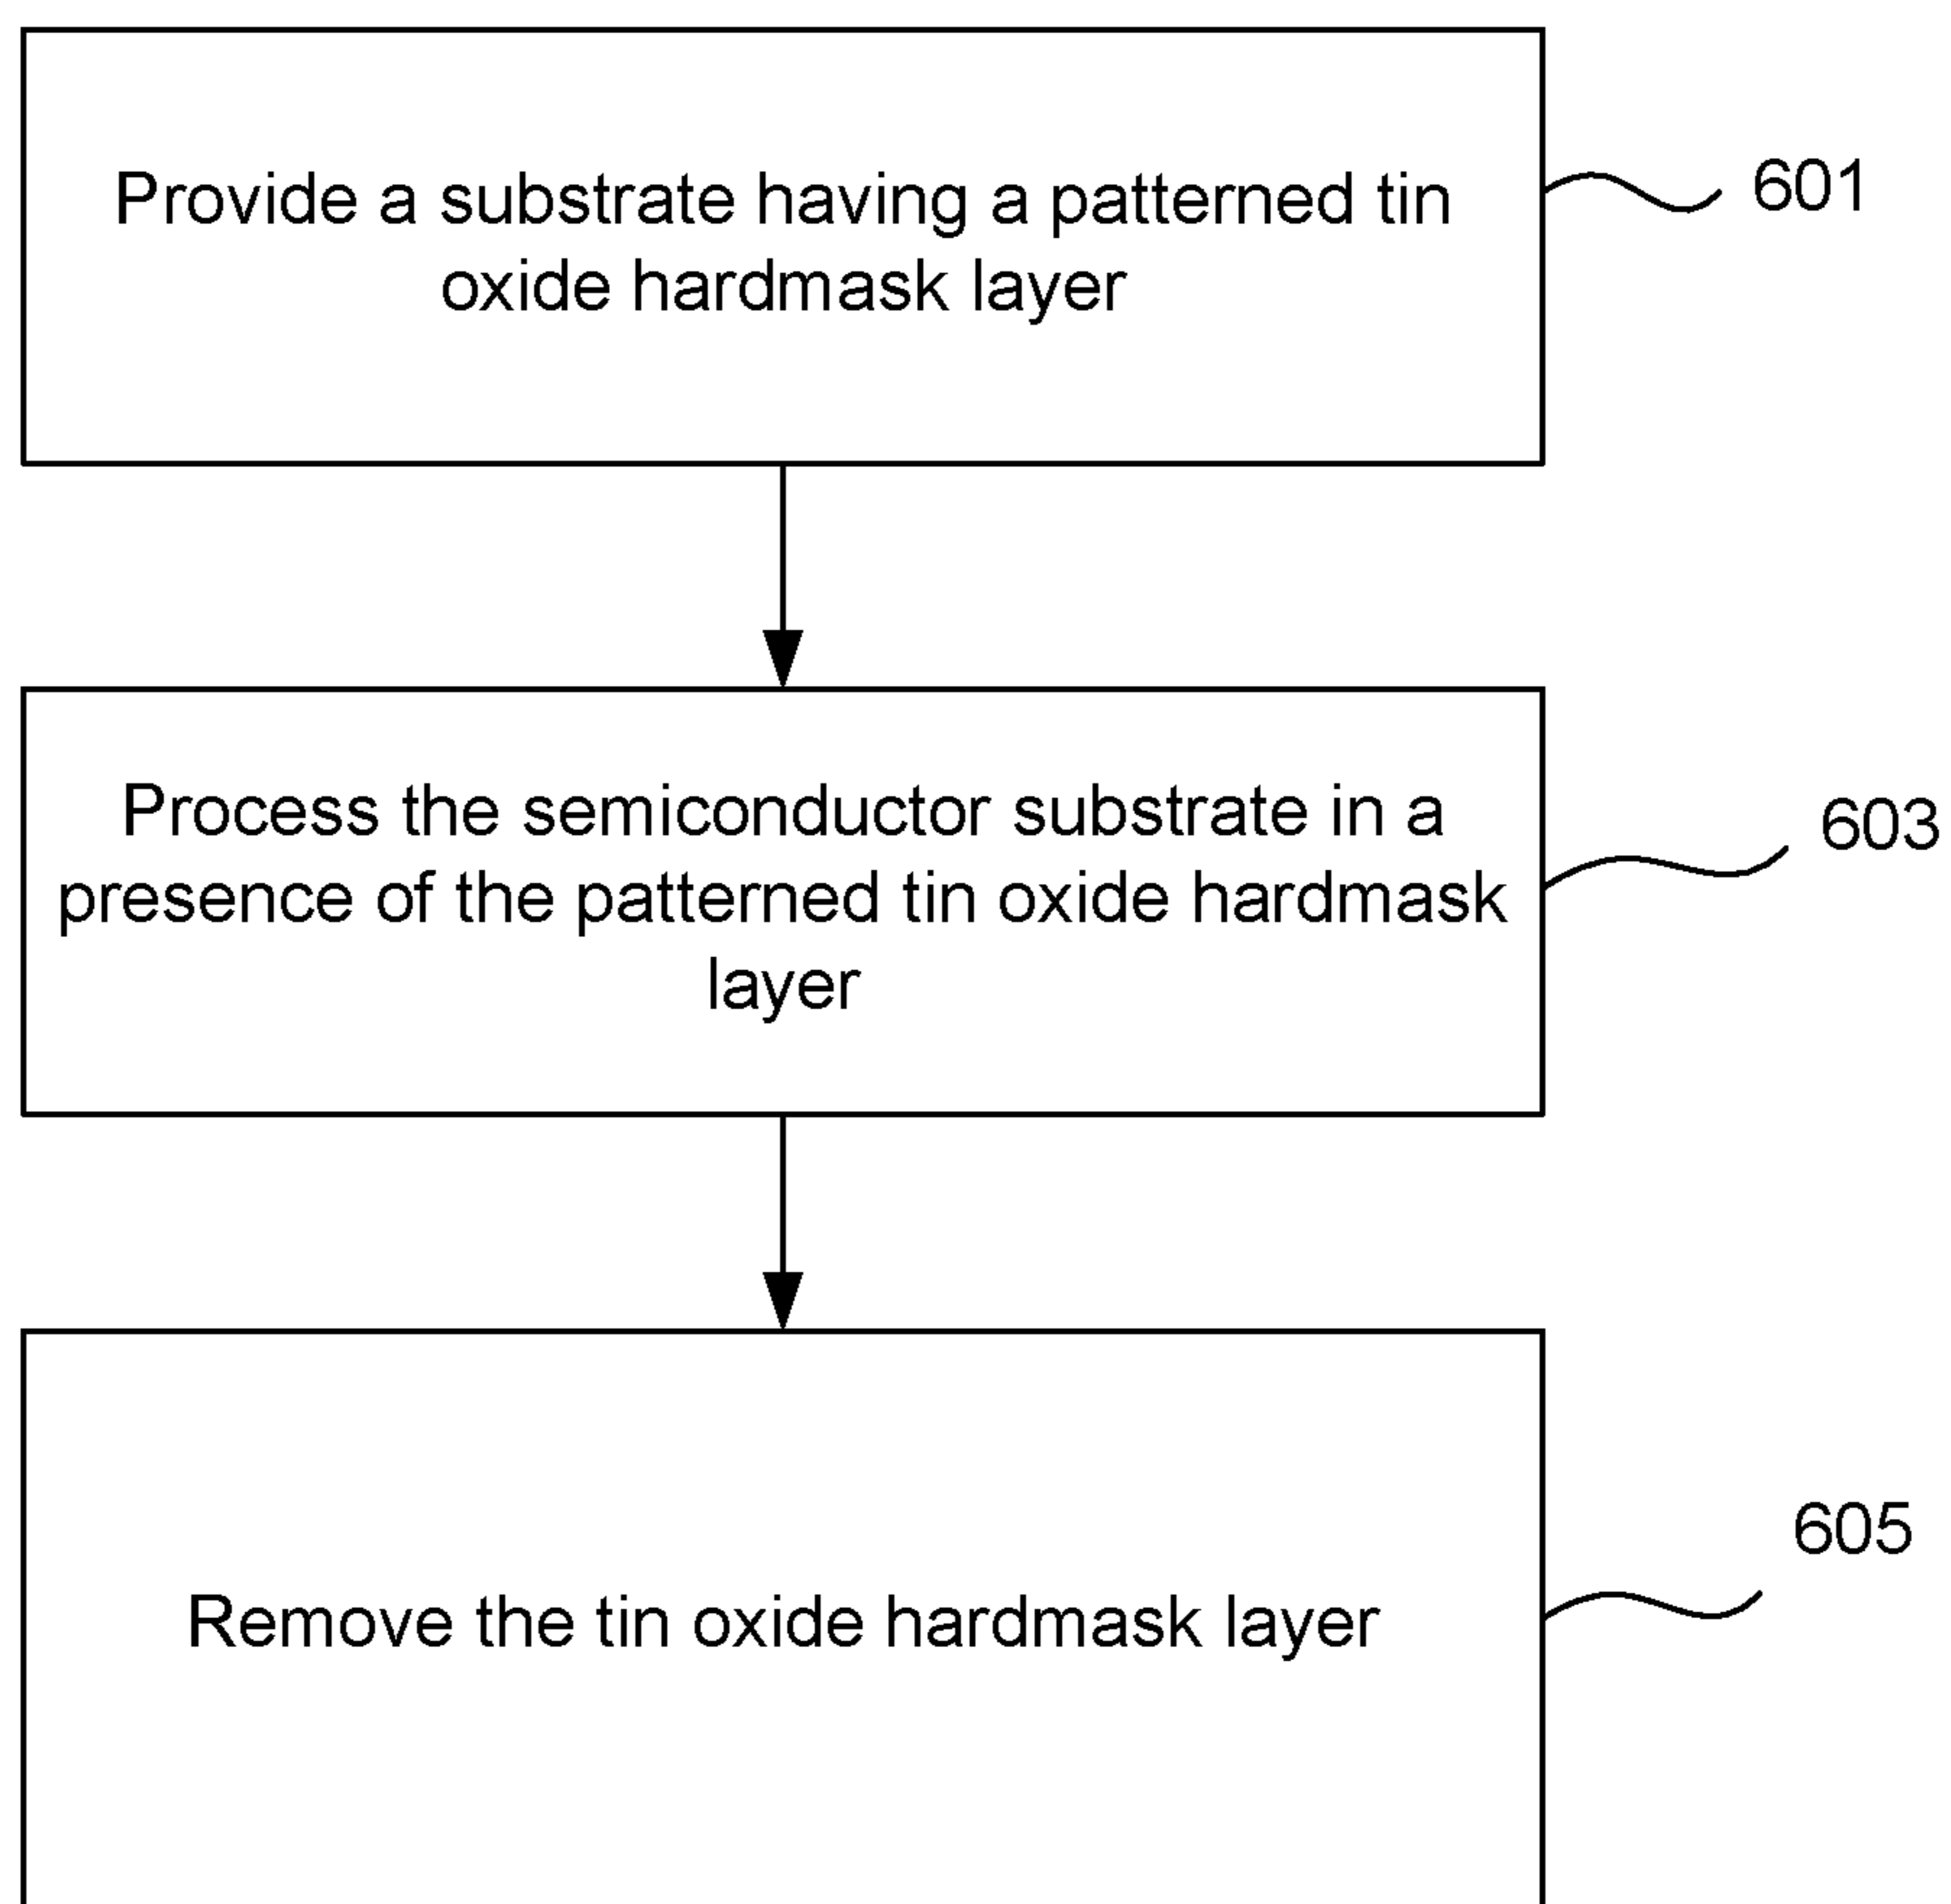 Provide a substrate having a patterned tin
oxide hardmask layer
601
Process the semiconductor substrate in a
presence of the patterned tin oxide hardmask
layer
603
Remove the tin oxide hardmask layer
605